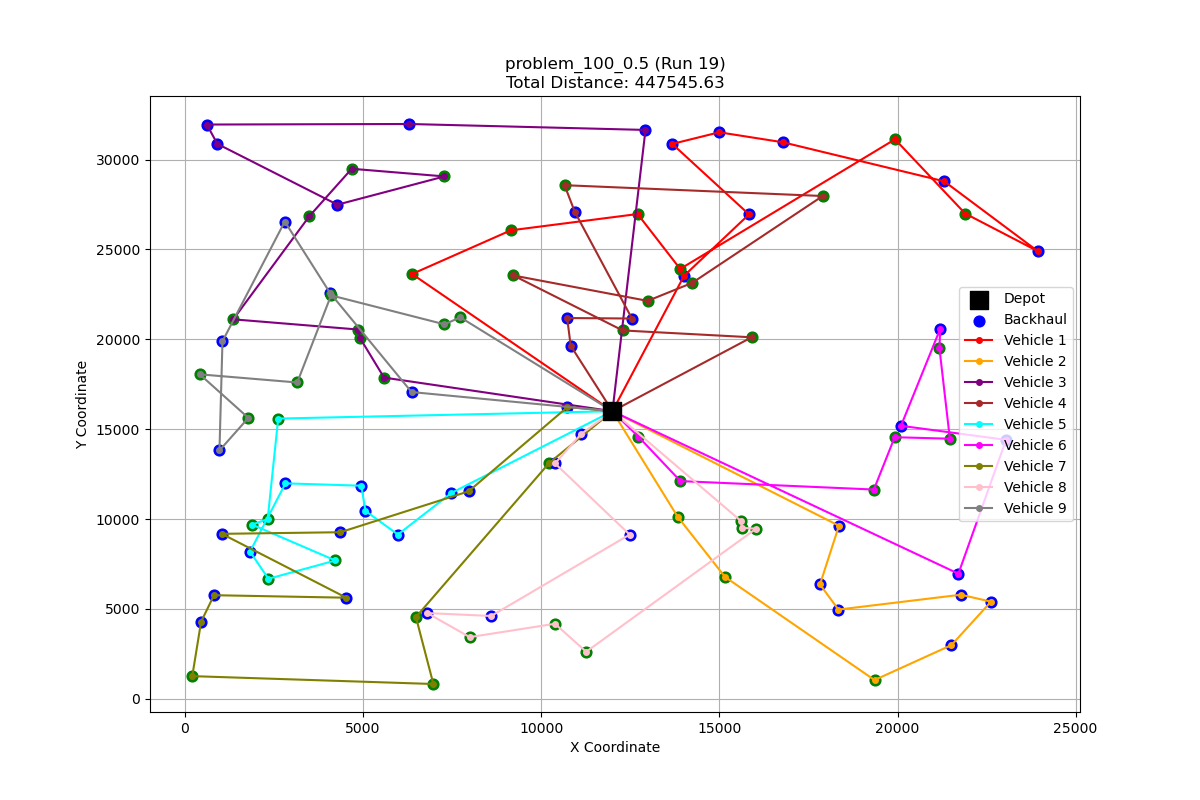 problem_100_0.5 (Run 19)
Total Distance: 447545.63
Y Coordinate
30000
25000
20000
15000
10000
5000
0
Depot
Backhaul
Vehicle 1
Vehicle 2
Vehicle 3
Vehicle 4
Vehicle 5
Vehicle 6
Vehicle 7
Vehicle 8
Vehicle 9
0 5000 10000 15000 20000 25000
X Coordinate